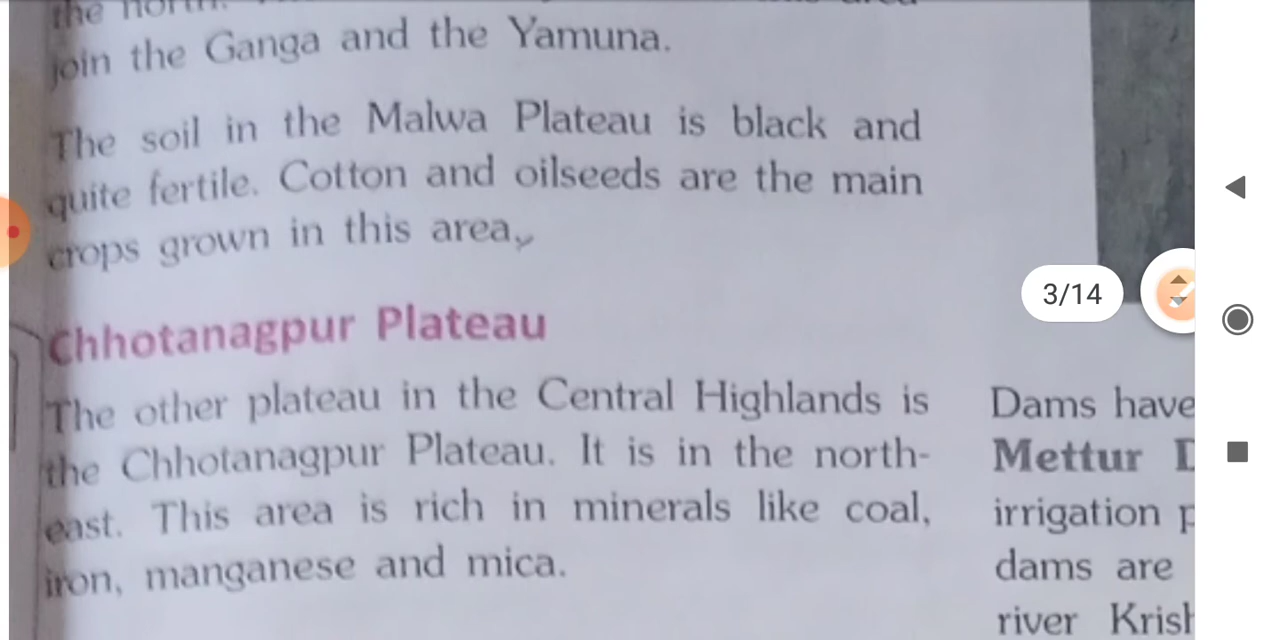 the north.
join the Ganga and the Yamuna.
The soil in the Malwa Plateau is black and
quite fertile. Cotton and oilseeds are the main
crops grown in this area.
Chhotanagpur Plateau
The other plateau in the Central Highlands is
the Chhotanagpur Plateau. It is in the north-
east. This area is rich in minerals like coal,
iron, manganese and mica.
3/14
Dams have
Mettur
irrigation
dams are
river